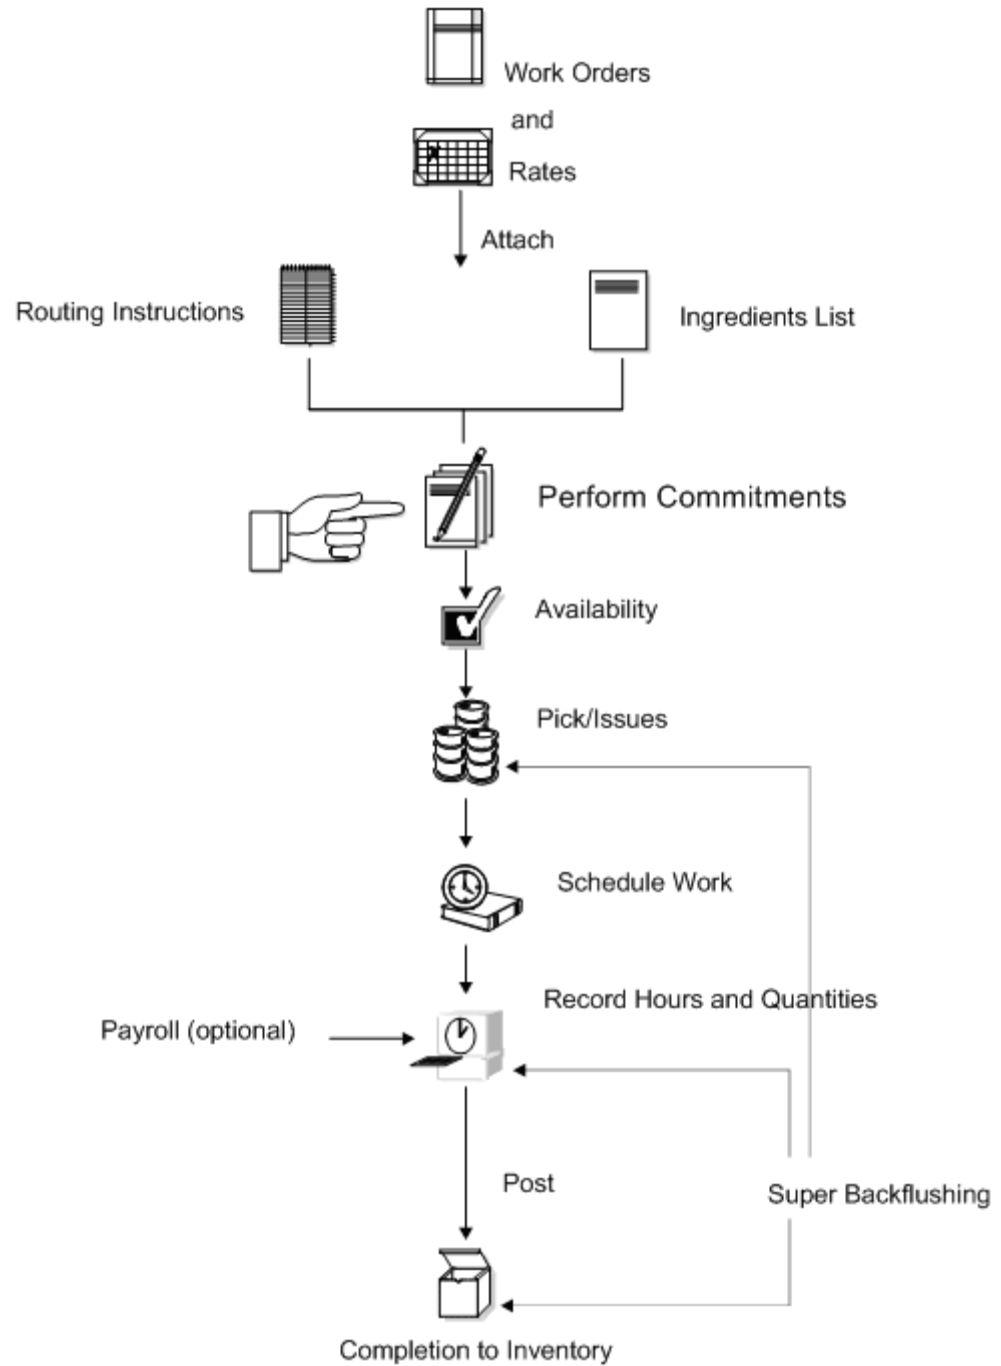 Work Orders
and
Rates
Attach
Routing Instructions
Ingredients List
Perform Commitments
Availability
Pick/Issues
Schedule Work
Record Hours and Quantities
Payroll (optional)
Post
Super Backflushing
Completion to Inventory